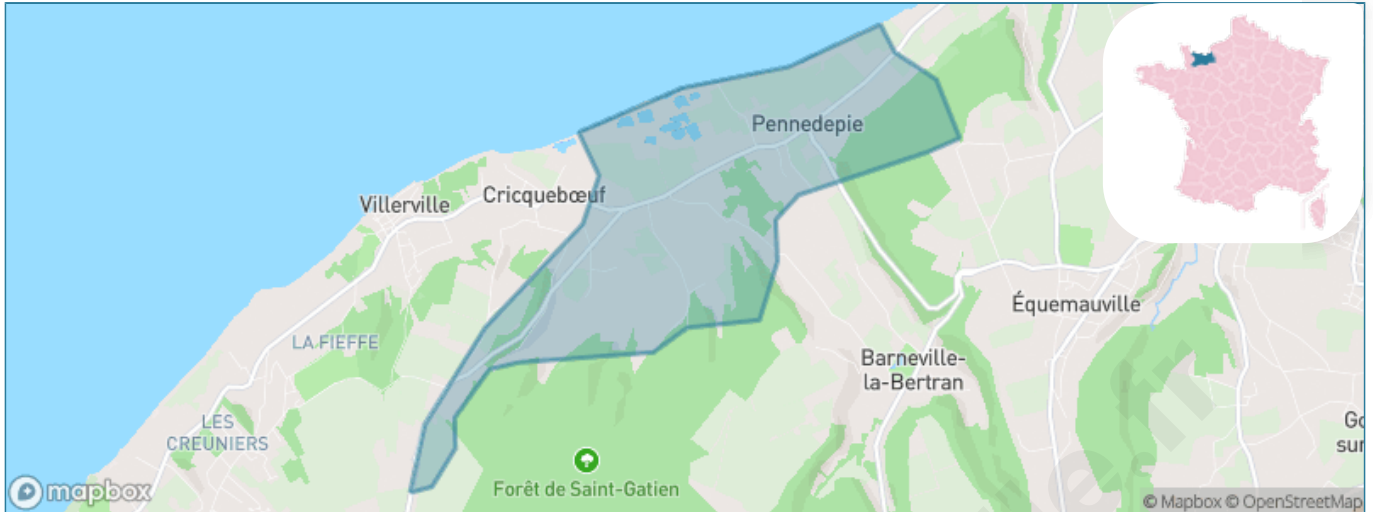 Pennedepie
Cricquebœuf
Villerville
LA FIEFFE
Équemauville
Barneville-
la-Bertran
LES
CREUNIERS
Forêt de Saint-Gatien
mapbox
© Mapbox © OpenStreetMap